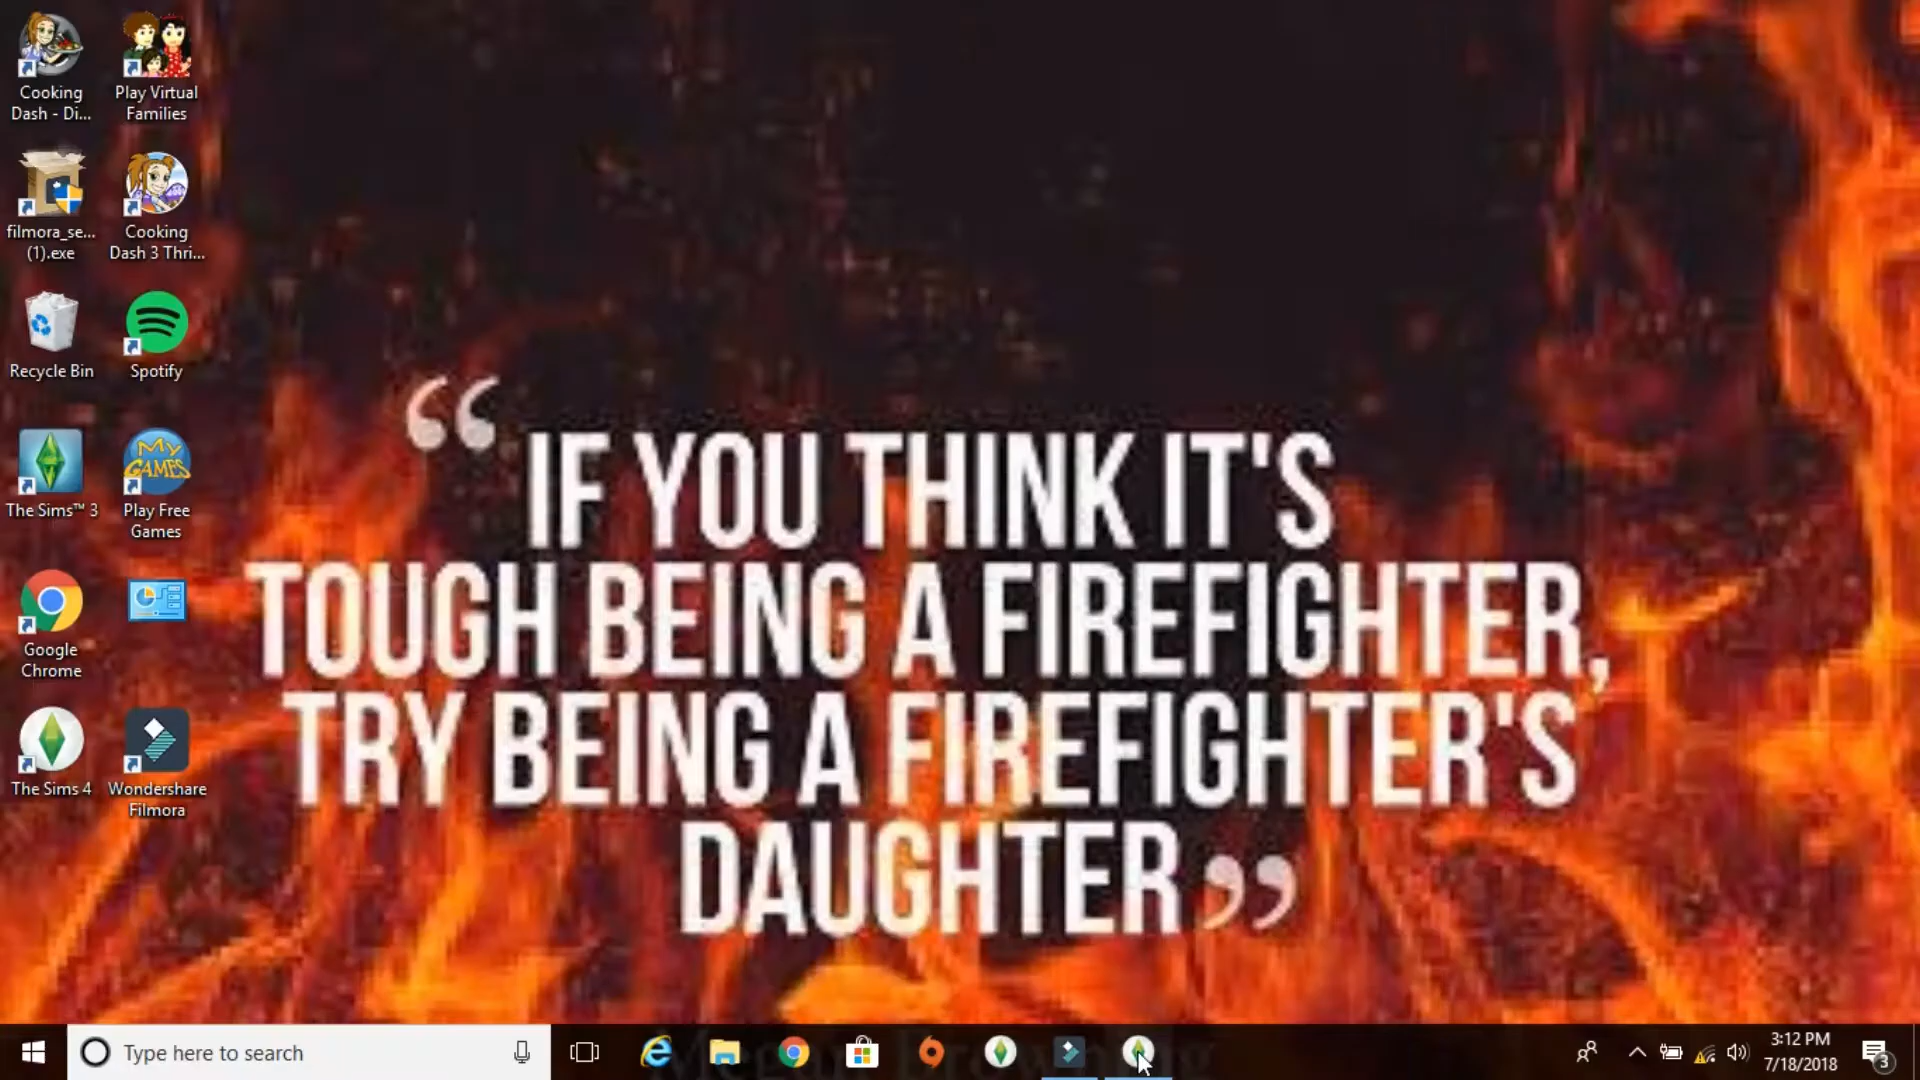 Cooking
Dash - Di...
Play Virtual
Families
filmora_se...
(1).exe
Cooking
Dash 3 Thri...
Recycle Bin
Spotify
The Sims™ 3
MY
GAMES
Play Free
Games
Google
Chrome
The Sims 4
Wondershare
Filmora
“ IF YOU THINK IT'S
TOUGH BEING A FIREFIGHTER,
TRY BEING A FIREFIGHTER'S
DAUGHTER ”
Type here to search
3:12 PM
7/18/2018
3